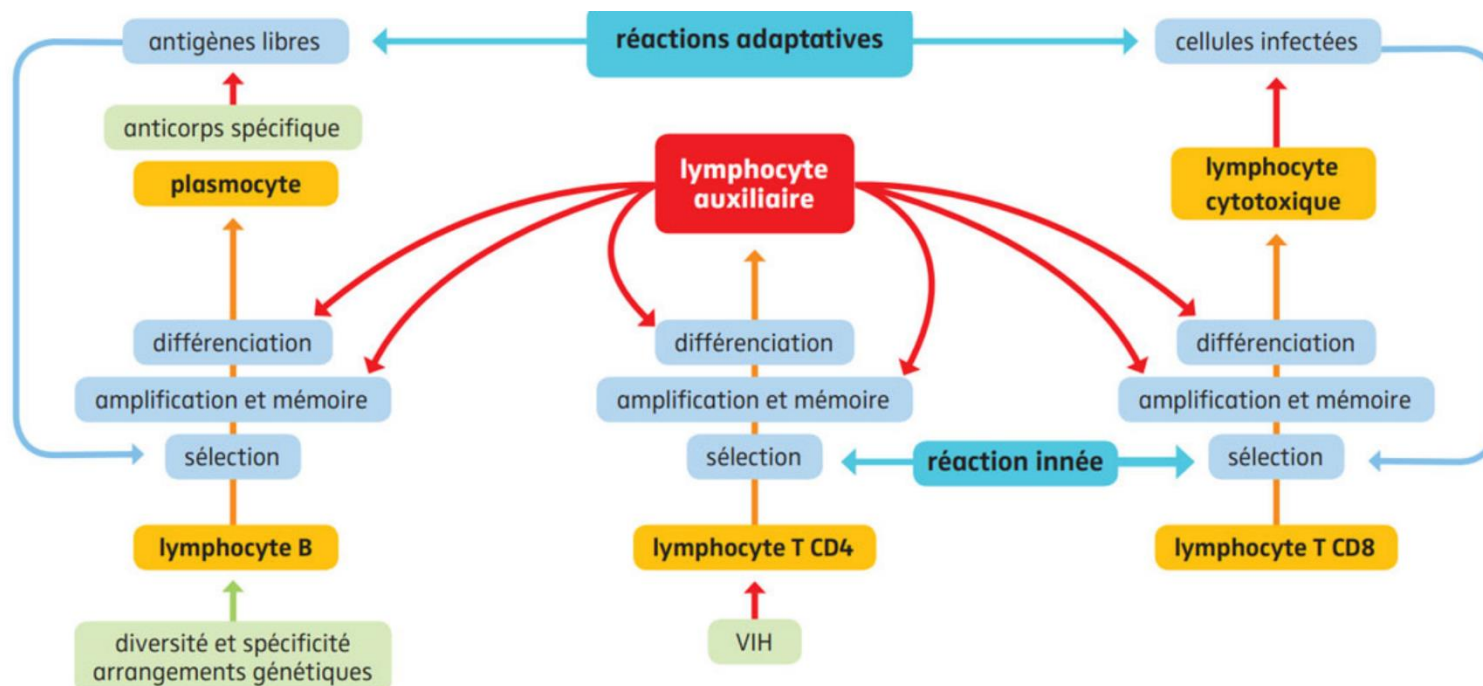 antigènes libres
réactions adaptatives
cellules infectées
anticorps spécifique
plasmocyte
lymphocyte
auxiliaire
lymphocyte
cytotoxique
différenciation
différenciation
différenciation
amplification et mémoire
amplification et mémoire
amplification et mémoire
sélection
sélection
réaction innée
sélection
lymphocyte B
lymphocyte T CD4
lymphocyte T CD8
diversité et spécificité
arrangements génétiques
VIH